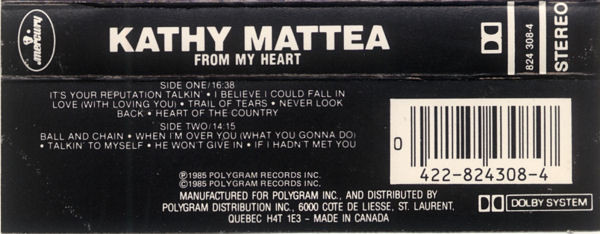 mercury
KATHY MATTEA
FROM MY HEART
824 308-4
STEREO
SIDE ONE/16:38
IT'S YOUR REPUTATION TALKIN' • I BELIEVE I COULD FALL IN
LOVE (WITH LOVING YOU) • TRAIL OF TEARS • NEVER LOOK
BACK • HEART OF THE COUNTRY
SIDE TWO/14:15
BALL AND CHAIN • WHEN I'M OVER YOU (WHAT YOU GONNA DO)
• TALKIN' TO MYSELF • HE WON'T GIVE IN • IF I HADN'T MET YOU
℗1985 POLYGRAM RECORDS INC.
©1985 POLYGRAM RECORDS INC.
MANUFACTURED FOR POLYGRAM INC., AND DISTRIBUTED BY
POLYGRAM DISTRIBUTION INC., 6000 COTE DE LIESSE, ST. LAURENT,
QUEBEC H4T 1E3 - MADE IN CANADA
0
422-824308-4
DOLBY SYSTEM